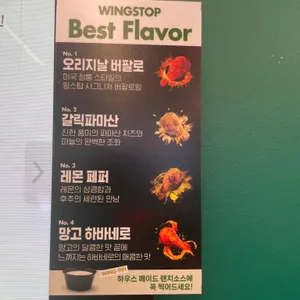 WINGSTOP
Best Flavor
No. 1
오리지날 버팔로
미국 정통 스타일의
윙스탑 시그니처 버팔로윙
No. 2
갈릭파마산
진한 풍미의 파마산 치즈와
마늘의 완벽한 조화
No. 3
레몬 페퍼
레몬의 상큼함과
후추의 세련된 만남
No. 4
망고 하바네로
망고의 달콤한 맛 끝에
느껴지는 하바네로의 매콤한 맛
WING-TIP!
하우스 메이드 랜치소스에
꼭 찍어드세요!